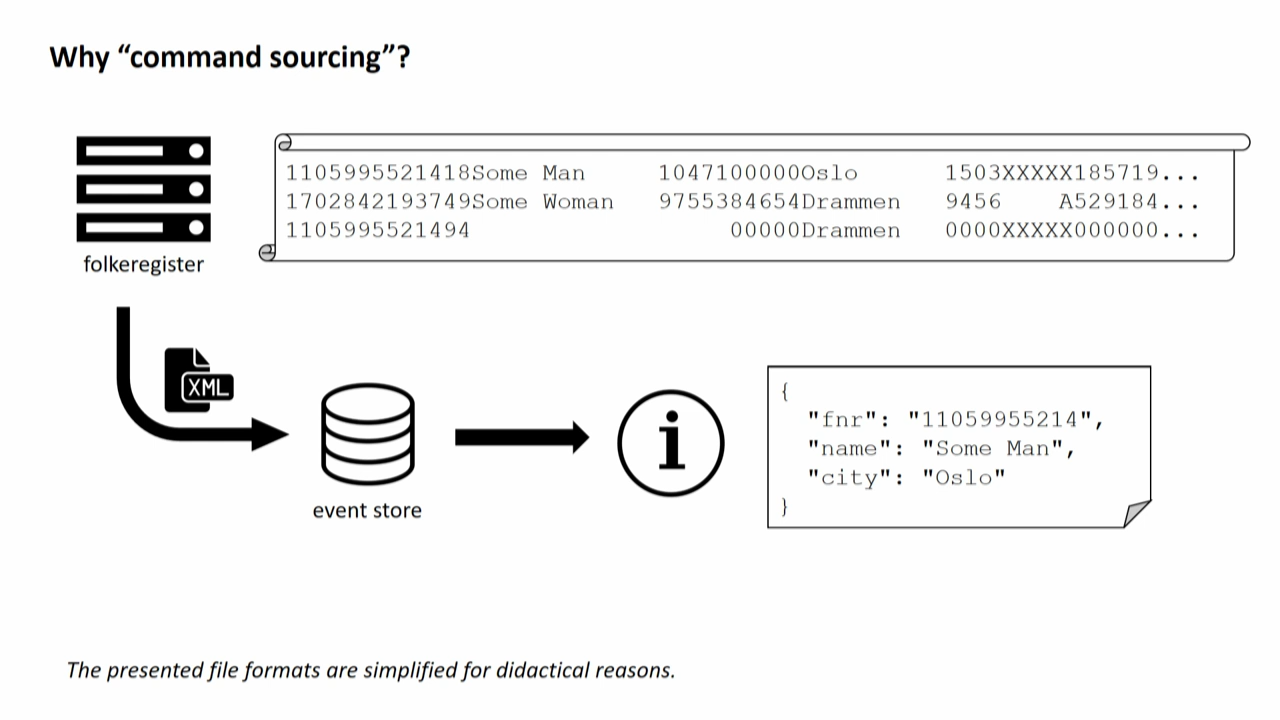 Why “command sourcing”?
1105995521418Some Man     1047100000Oslo      1503XXXXX185719...
1702842193749Some Woman   9755384654Drammen   9456    A529184...
1105995521494                  00000Drammen   0000XXXXX000000...
folkeregister
XML
{
"fnr": "11059955214",
"name": "Some Man",
"city": "Oslo"
}
event store
The presented file formats are simplified for didactical reasons.